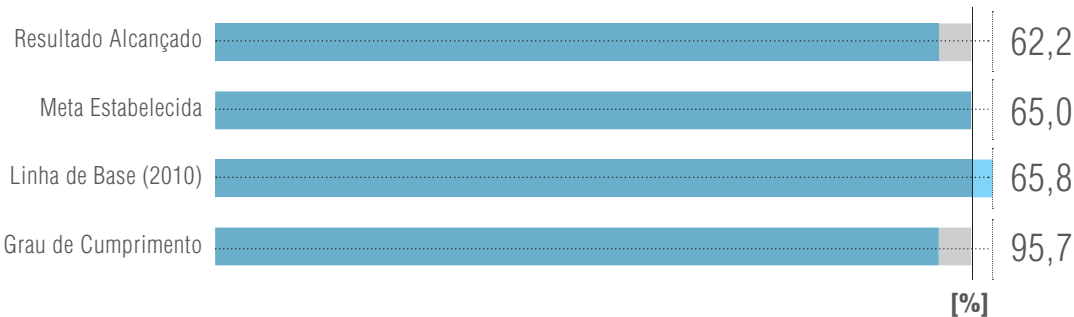 Resultado Alcançado 62,2
Meta Estabelecida 65,0
Linha de Base (2010) 65,8
Grau de Cumprimento 95,7
[%]